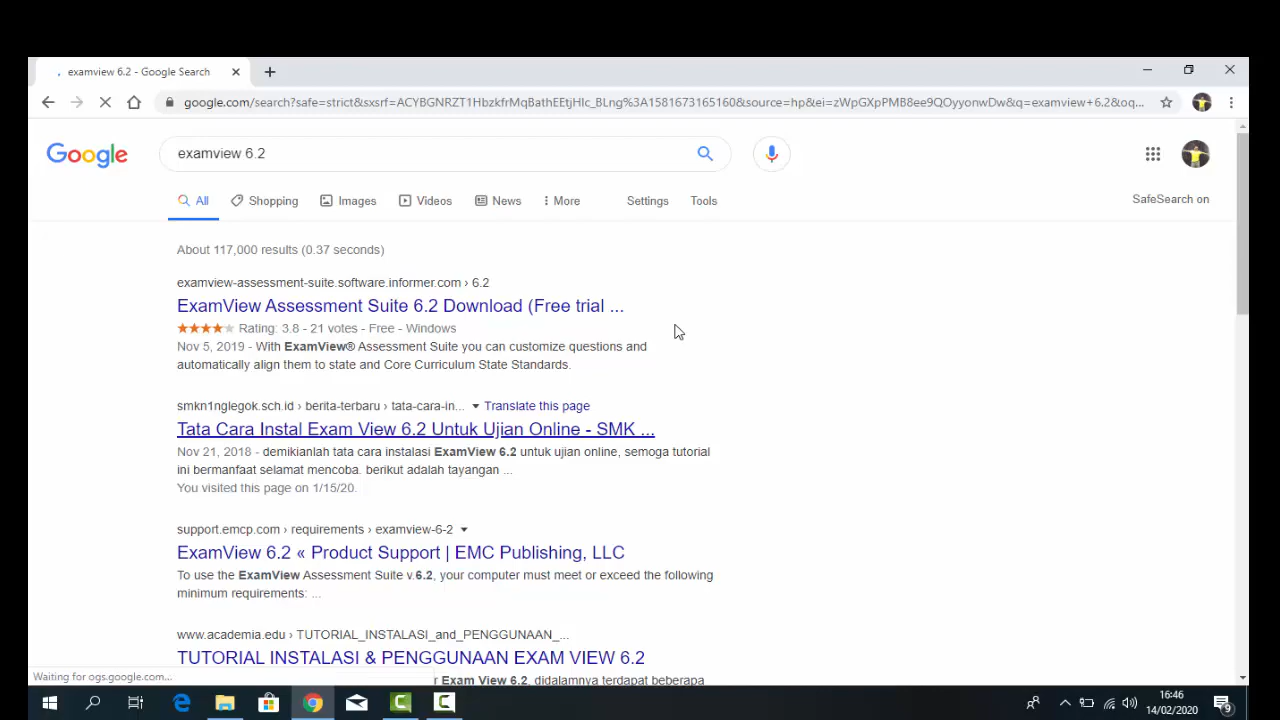 examview 6.2 - Google Search
google.com/search?safe=strict&sxsrf=ACYBGNRZT1HbzkfrMqBathEEtjHlc_BLng%3A1581673165160&source=hp&ei=zWpGXpPMB8ee9QOyyonwDw&q=examview+6.2&oq...
Google
examview 6.2
All Shopping Images Videos News More Settings Tools
SafeSearch on
About 117,000 results (0.37 seconds)
examview-assessment-suite.software.informer.com › 6.2
ExamView Assessment Suite 6.2 Download (Free trial ...
Rating: 3.8 - 21 votes - Free - Windows
Nov 5, 2019 - With ExamView® Assessment Suite you can customize questions and
automatically align them to state and Core Curriculum State Standards.
smkn1nglegok.sch.id › berita-terbaru › tata-cara-in... Translate this page
Tata Cara Instal Exam View 6.2 Untuk Ujian Online - SMK ...
Nov 21, 2018 - demikianlah tata cara instalasi ExamView 6.2 untuk ujian online, semoga tutorial
ini bermanfaat selamat mencoba. berikut adalah tayangan ...
You visited this page on 1/15/20.
support.emcp.com › requirements › examview-6-2
ExamView 6.2 « Product Support | EMC Publishing, LLC
To use the ExamView Assessment Suite v.6.2, your computer must meet or exceed the following
minimum requirements: ...
www.academia.edu › TUTORIAL_INSTALASI_and_PENGGUNAAN_...
TUTORIAL INSTALASI & PENGGUNAAN EXAM VIEW 6.2
Waiting for ogs.google.com...
r Exam View 6.2, didalamnya terdapat beberapa
16:46
14/02/2020
9